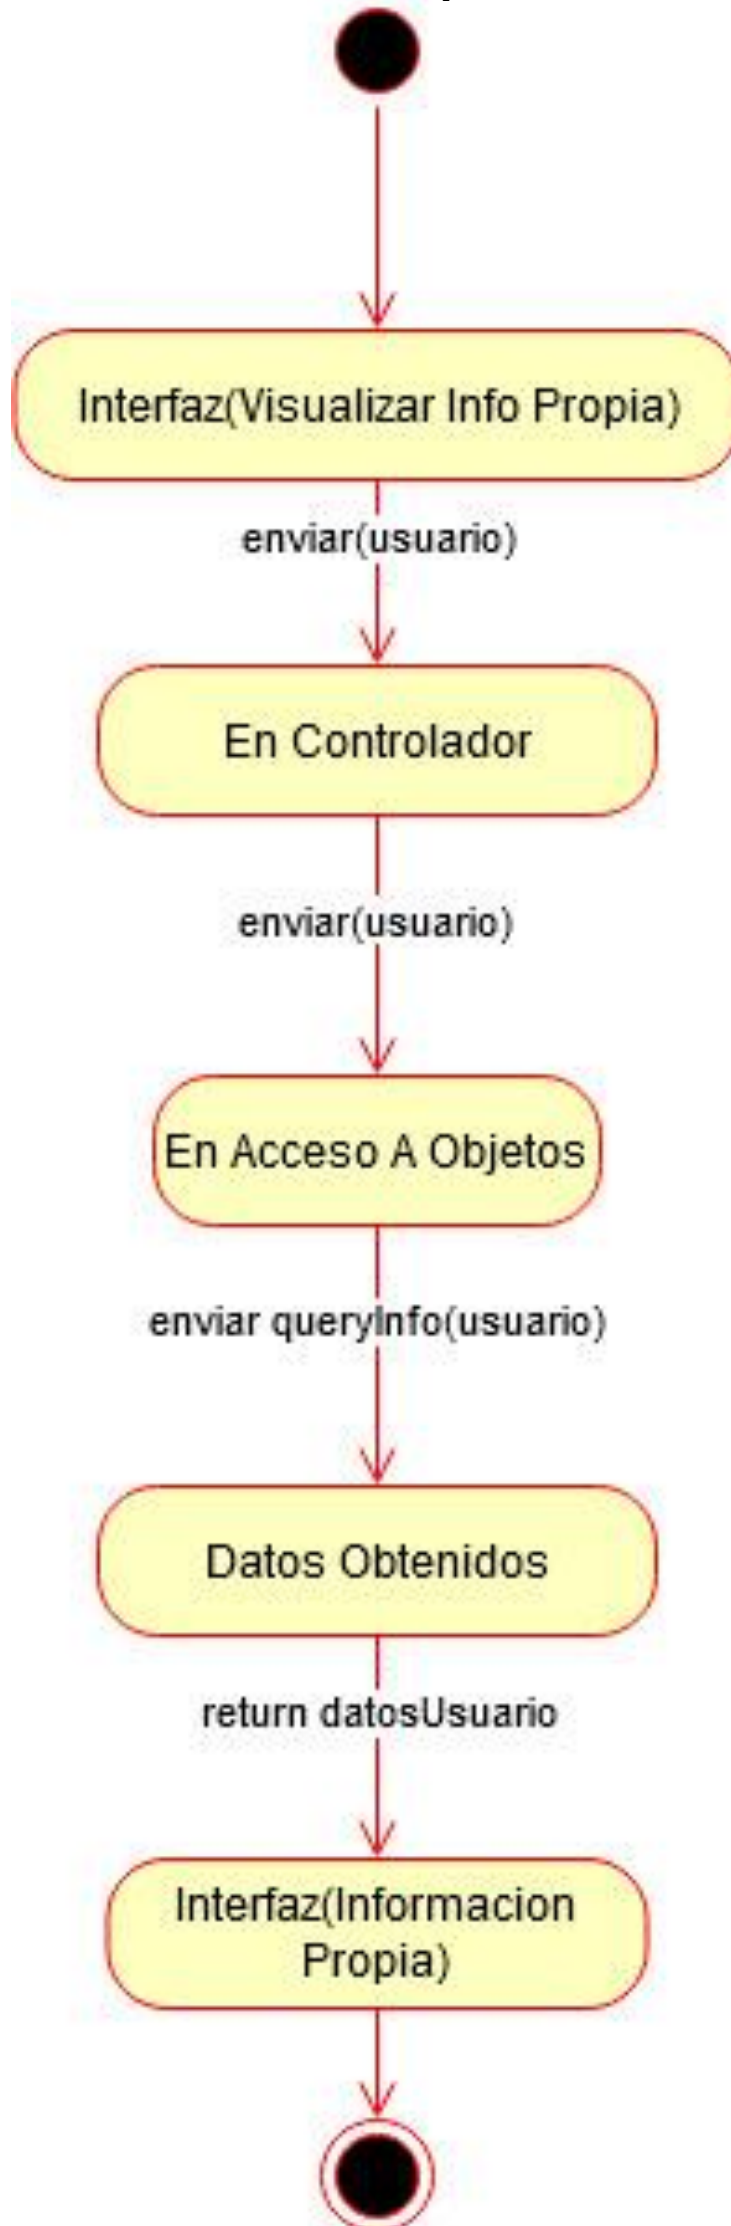 Interfaz(Visualizar Info Propia)
enviar(usuario)
En Controlador
enviar(usuario)
En Acceso A Objetos
enviar queryInfo(usuario)
Datos Obtenidos
return datosUsuario
Interfaz(Informacion
Propia)